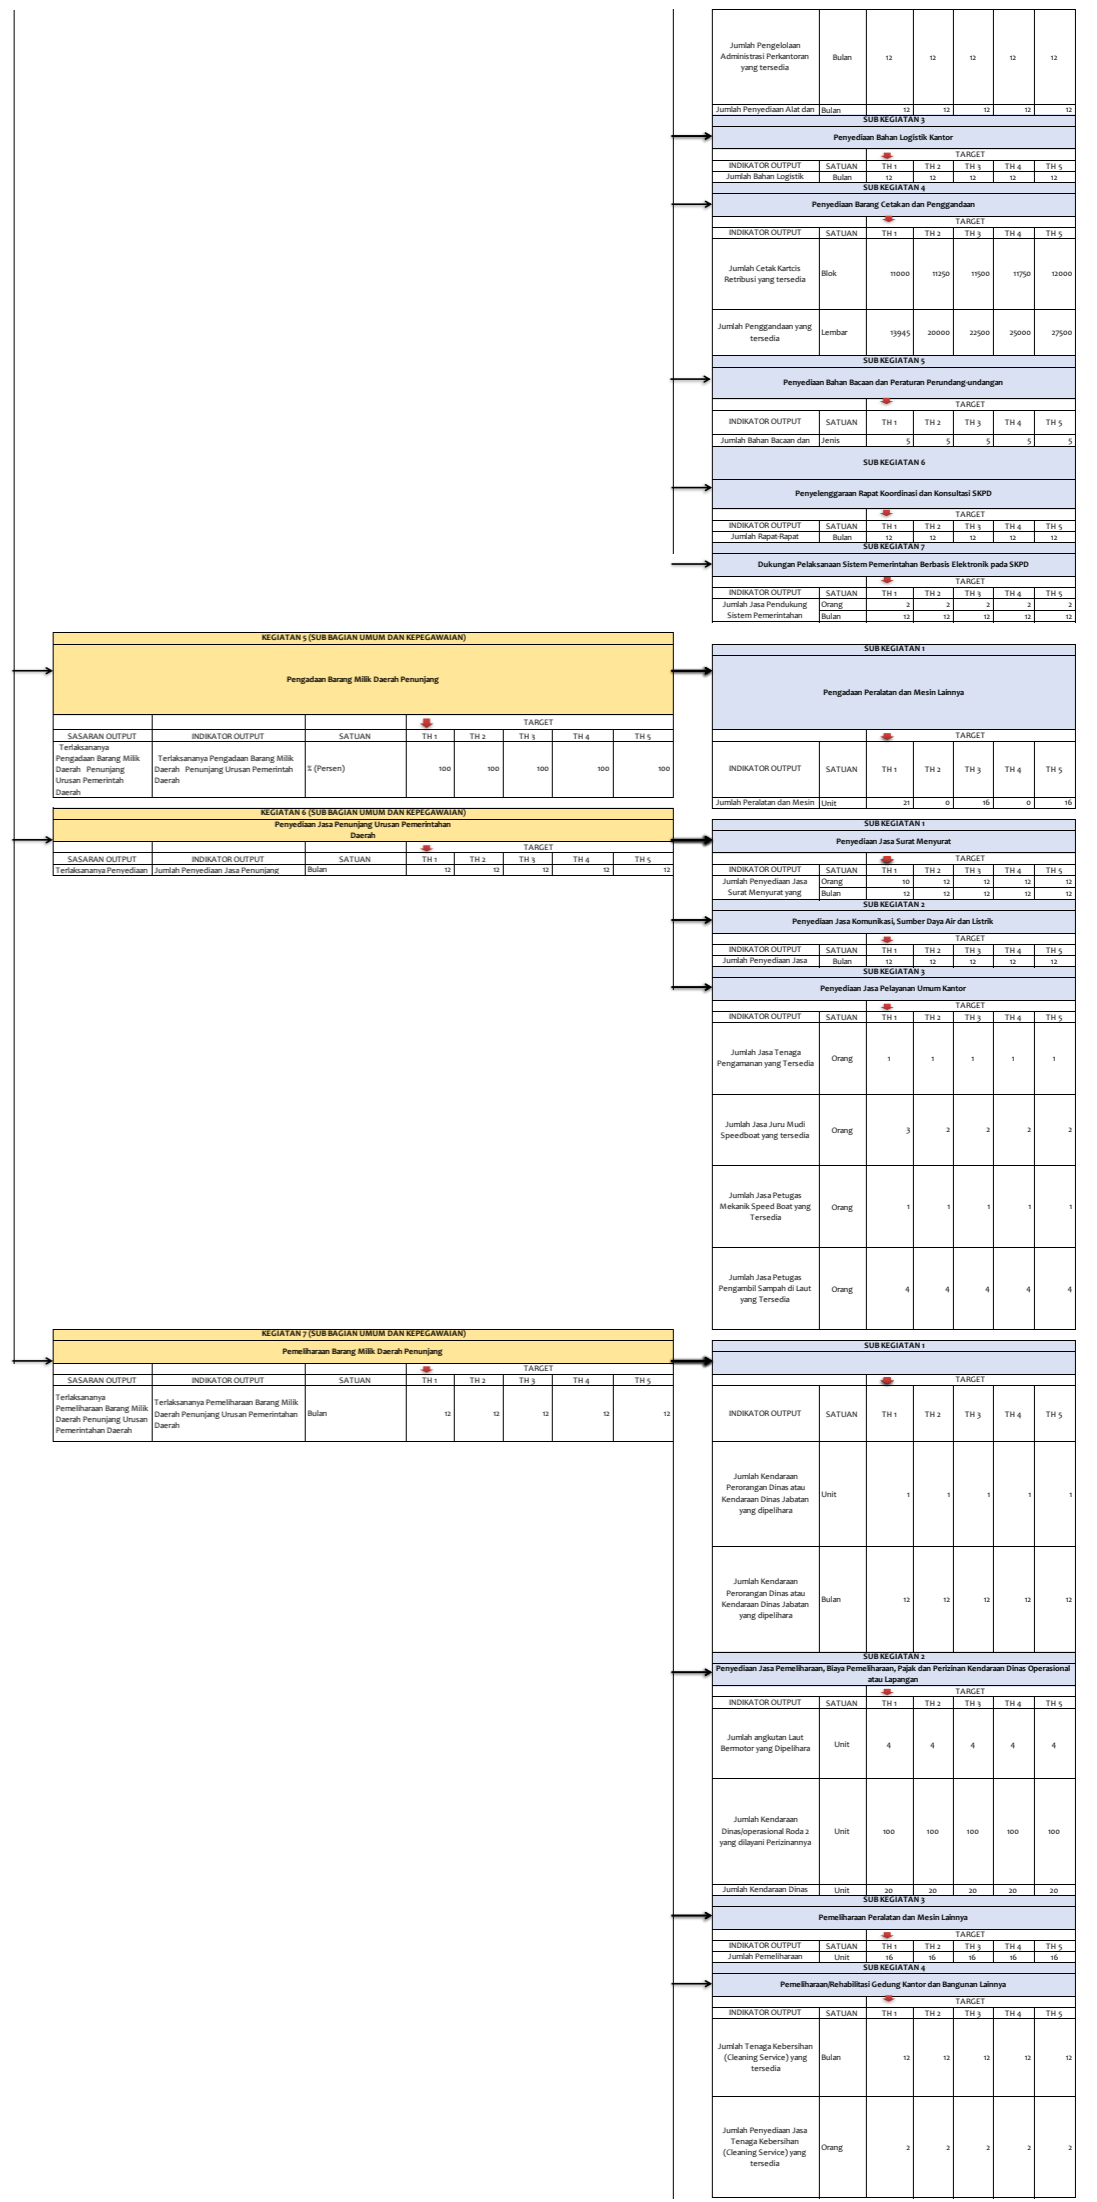 Jumlah Pengelolaan
Administrasi Perkantoran
yang tersedia
Bulan 12 12 12 12 12
Jumlah Penyediaan Alat dan Bulan 12 12 12 12 12
SUB KEGIATAN 3
Penyediaan Bahan Logistik Kantor
TARGET
INDIKATOR OUTPUT SATUAN TH 1 TH 2 TH 3 TH 4 TH 5
Jumlah Bahan Logistik Bulan 12 12 12 12 12
SUB KEGIATAN 4
Penyediaan Barang Cetakan dan Penggandaan
TARGET
INDIKATOR OUTPUT SATUAN TH 1 TH 2 TH 3 TH 4 TH 5
Jumlah Cetak Kartcis
Retribusi yang tersedia
Blok 11000 11250 11500 11750 12000
Jumlah Penggandaan yang
tersedia
Lembar 13945 20000 22500 25000 27500
SUB KEGIATAN 5
Penyediaan Bahan Bacaan dan Peraturan Perundang-undangan
TARGET
INDIKATOR OUTPUT SATUAN TH 1 TH 2 TH 3 TH 4 TH 5
Jumlah Bahan Bacaan dan Jenis 5 5 5 5 5
SUB KEGIATAN 6
Penyelenggaraan Rapat Koordinasi dan Konsultasi SKPD
TARGET
INDIKATOR OUTPUT SATUAN TH 1 TH 2 TH 3 TH 4 TH 5
Jumlah Rapat-Rapat Bulan 12 12 12 12 12
SUB KEGIATAN 7
Dukungan Pelaksanaan Sistem Pemerintahan Berbasis Elektronik pada SKPD
TARGET
INDIKATOR OUTPUT SATUAN TH 1 TH 2 TH 3 TH 4 TH 5
Jumlah Jasa Pendukung Orang 2 2 2 2 2
Sistem Pemerintahan Bulan 12 12 12 12 12
KEGIATAN 5 (SUB BAGIAN UMUM DAN KEPEGAWAIAN)
Pengadaan Barang Milik Daerah Penunjang
TARGET
SASARAN OUTPUT INDIKATOR OUTPUT SATUAN TH 1 TH 2 TH 3 TH 4 TH 5
Terlaksananya
Pengadaan Barang Milik
Daerah Penunjang
Urusan Pemerintah
Daerah
Terlaksananya Pengadaan Barang Milik
Daerah Penunjang Urusan Pemerintah
Daerah
% (Persen) 100 100 100 100 100
SUB KEGIATAN 1
Pengadaan Peralatan dan Mesin Lainnya
TARGET
INDIKATOR OUTPUT SATUAN TH 1 TH 2 TH 3 TH 4 TH 5
Jumlah Peralatan dan Mesin Unit 21 0 16 0 16
KEGIATAN 6 (SUB BAGIAN UMUM DAN KEPEGAWAIAN)
Penyediaan Jasa Penunjang Urusan Pemerintahan
Daerah
TARGET
SASARAN OUTPUT INDIKATOR OUTPUT SATUAN TH 1 TH 2 TH 3 TH 4 TH 5
Terlaksananya Penyediaan Jumlah Penyediaan Jasa Penunjang Bulan 12 12 12 12 12
SUB KEGIATAN 1
Penyediaan Jasa Surat Menyurat
TARGET
INDIKATOR OUTPUT SATUAN TH 1 TH 2 TH 3 TH 4 TH 5
Jumlah Penyediaan Jasa Orang 10 12 12 12 12
Surat Menyurat yang Bulan 12 12 12 12 12
SUB KEGIATAN 2
Penyediaan Jasa Komunikasi, Sumber Daya Air dan Listrik
TARGET
INDIKATOR OUTPUT SATUAN TH 1 TH 2 TH 3 TH 4 TH 5
Jumlah Penyediaan Jasa Bulan 12 12 12 12 12
SUB KEGIATAN 3
Penyediaan Jasa Pelayanan Umum Kantor
TARGET
INDIKATOR OUTPUT SATUAN TH 1 TH 2 TH 3 TH 4 TH 5
Jumlah Jasa Tenaga
Pengamanan yang Tersedia
Orang 1 1 1 1 1
Jumlah Jasa Juru Mudi
Speedboat yang tersedia
Orang 3 2 2 2 2
Jumlah Jasa Petugas
Mekanik Speed Boat yang
Tersedia
Orang 1 1 1 1 1
Jumlah Jasa Petugas
Pengambil Sampah di Laut
yang Tersedia
Orang 4 4 4 4 4
KEGIATAN 7 (SUB BAGIAN UMUM DAN KEPEGAWAIAN)
Pemeliharaan Barang Milik Daerah Penunjang
TARGET
SASARAN OUTPUT INDIKATOR OUTPUT SATUAN TH 1 TH 2 TH 3 TH 4 TH 5
Terlaksananya
Pemeliharaan Barang Milik
Daerah Penunjang Urusan
Pemerintahan Daerah
Terlaksananya Pemeliharaan Barang Milik
Daerah Penunjang Urusan Pemerintahan
Daerah
Bulan 12 12 12 12 12
SUB KEGIATAN 1
TARGET
INDIKATOR OUTPUT SATUAN TH 1 TH 2 TH 3 TH 4 TH 5
Jumlah Kendaraan
Perorangan Dinas atau
Kendaraan Dinas Jabatan
yang dipelihara
Unit 1 1 1 1 1
Jumlah Kendaraan
Perorangan Dinas atau
Kendaraan Dinas Jabatan
yang dipelihara
Bulan 12 12 12 12 12
SUB KEGIATAN 2
Penyediaan Jasa Pemeliharaan, Biaya Pemeliharaan, Pajak dan Perizinan Kendaraan Dinas Operasional
atau Lapangan
TARGET
INDIKATOR OUTPUT SATUAN TH 1 TH 2 TH 3 TH 4 TH 5
Jumlah angkutan Laut
Bermotor yang Dipelihara
Unit 4 4 4 4 4
Jumlah Kendaraan
Dinas/operasional Roda 2
yang dilayani Perizinannya
Unit 100 100 100 100 100
Jumlah Kendaraan Dinas Unit 20 20 20 20 20
SUB KEGIATAN 3
Pemeliharaan Peralatan dan Mesin Lainnya
TARGET
INDIKATOR OUTPUT SATUAN TH 1 TH 2 TH 3 TH 4 TH 5
Jumlah Pemeliharaan Unit 16 16 16 16 16
SUB KEGIATAN 4
Pemeliharaan/Rehabilitasi Gedung Kantor dan Bangunan Lainnya
TARGET
INDIKATOR OUTPUT SATUAN TH 1 TH 2 TH 3 TH 4 TH 5
Jumlah Tenaga Kebersihan
(Cleaning Service) yang
tersedia
Bulan 12 12 12 12 12
Jumlah Penyediaan Jasa
Tenaga Kebersihan
(Cleaning Service) yang
tersedia
Orang 2 2 2 2 2